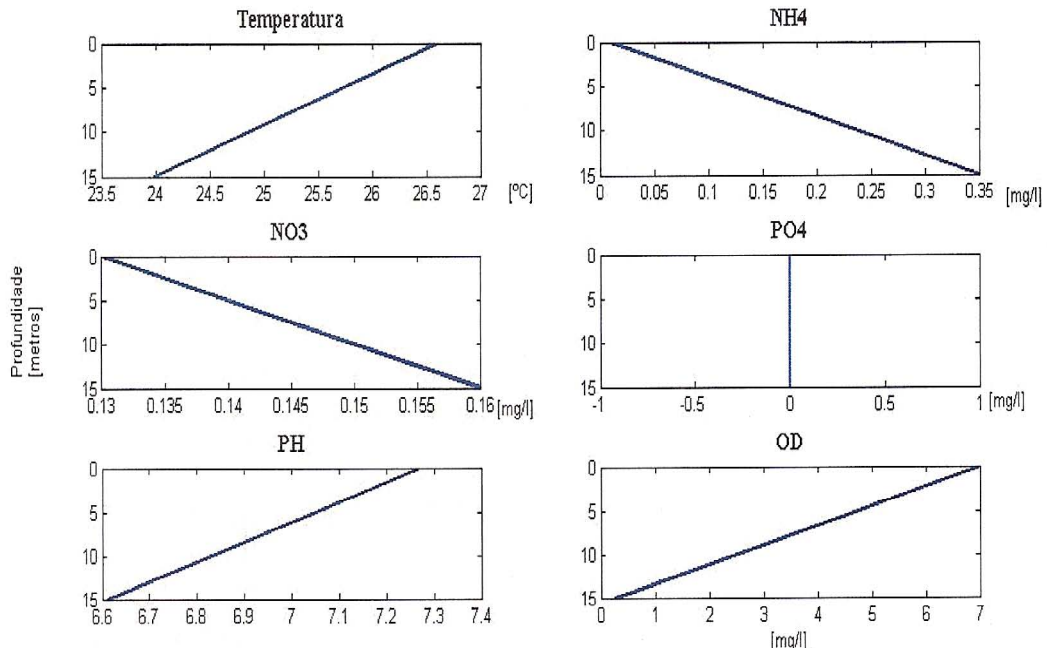 Temperatura
0
5
10
15
23.5 24 24.5 25 25.5 26 26.5 27 [ºC]
NH4
0
5
10
15
0 0.05 0.1 0.15 0.2 0.25 0.3 0.35 [mg/l]
Profundidade
[metros]
NO3
0
5
10
15
0.13 0.135 0.14 0.145 0.15 0.155 0.16 [mg/l]
PO4
0
5
10
15
-1 -0.5 0 0.5 1 [mg/l]
PH
0
5
10
15
6.6 6.7 6.8 6.9 7 7.1 7.2 7.3 7.4
OD
0
5
10
15
0 1 2 3 4 5 6 7
[mg/l]